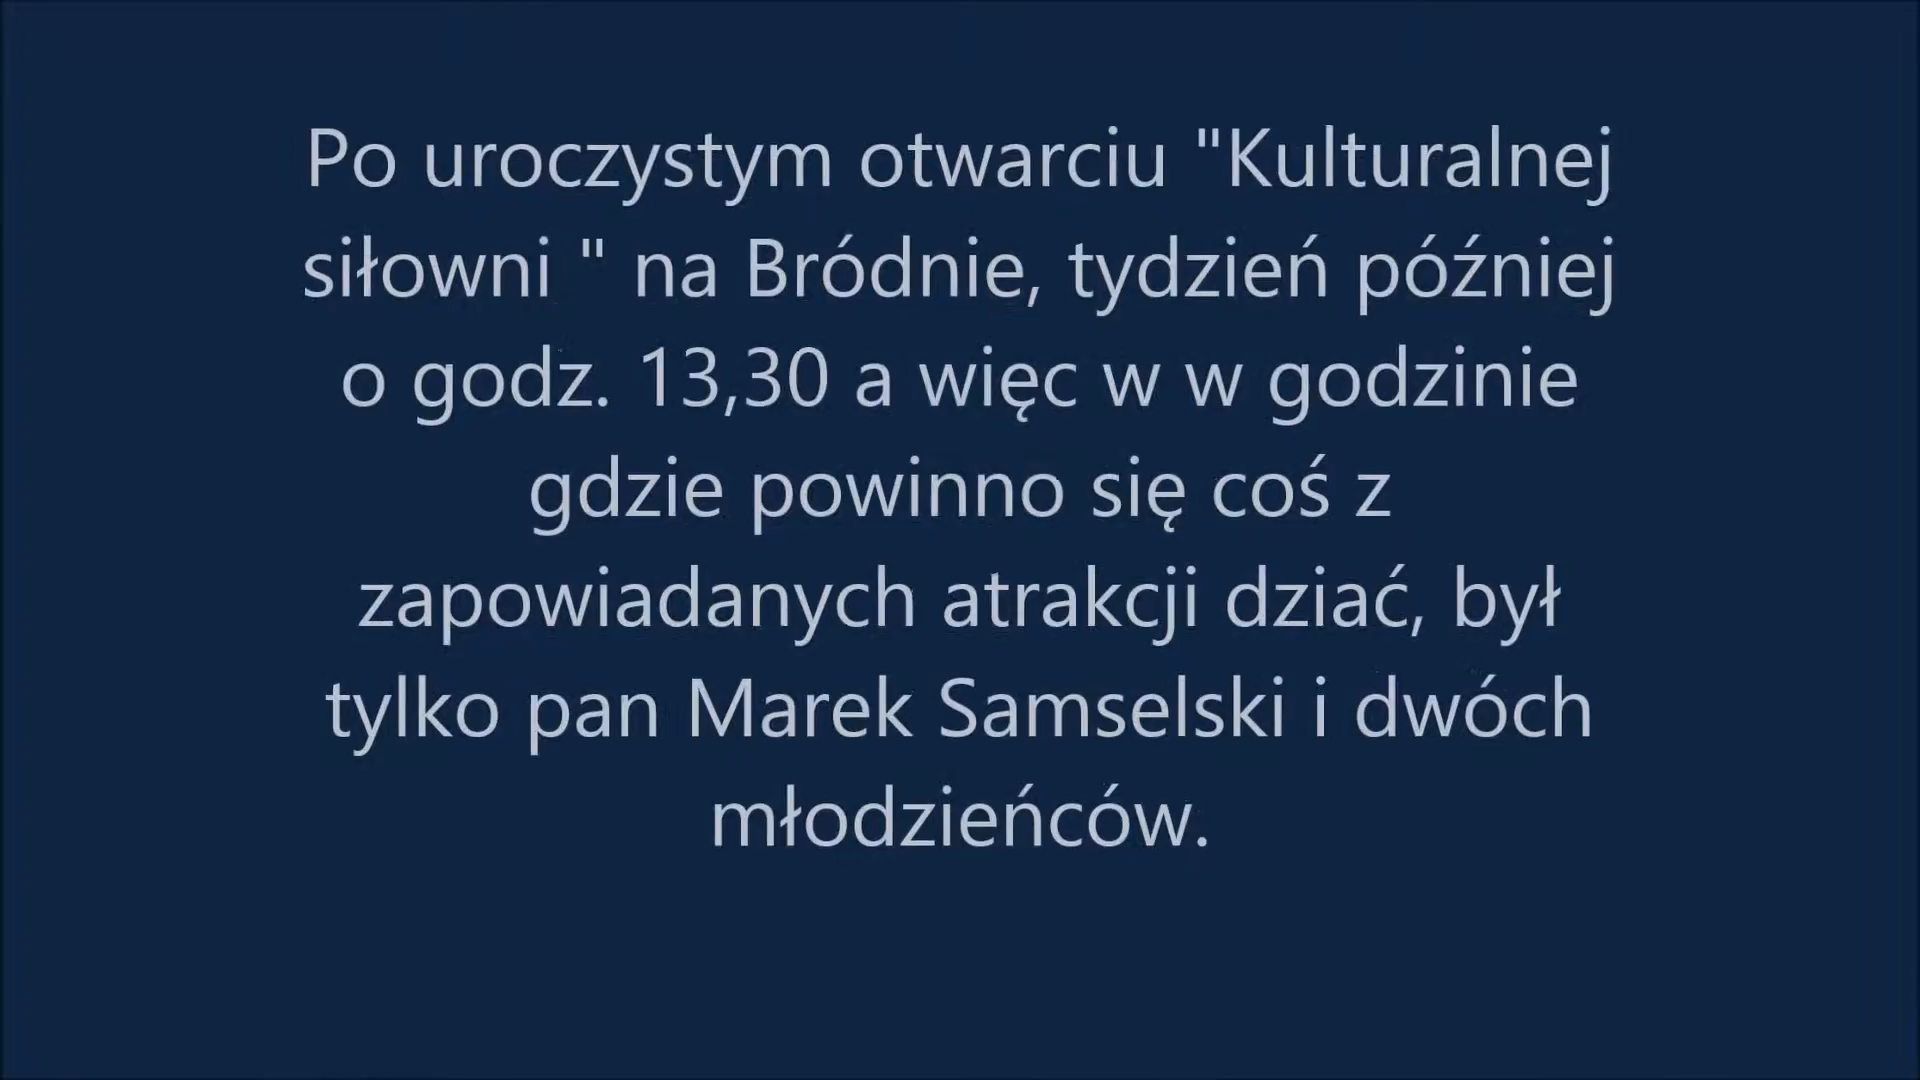 Po uroczystym otwarciu "Kulturalnej
siłowni " na Bródnie, tydzień później
o godz. 13,30 a więc w w godzinie
gdzie powinno się coś z
zapowiadanych atrakcji dziać, był
tylko pan Marek Samselski i dwóch
młodzieńców.